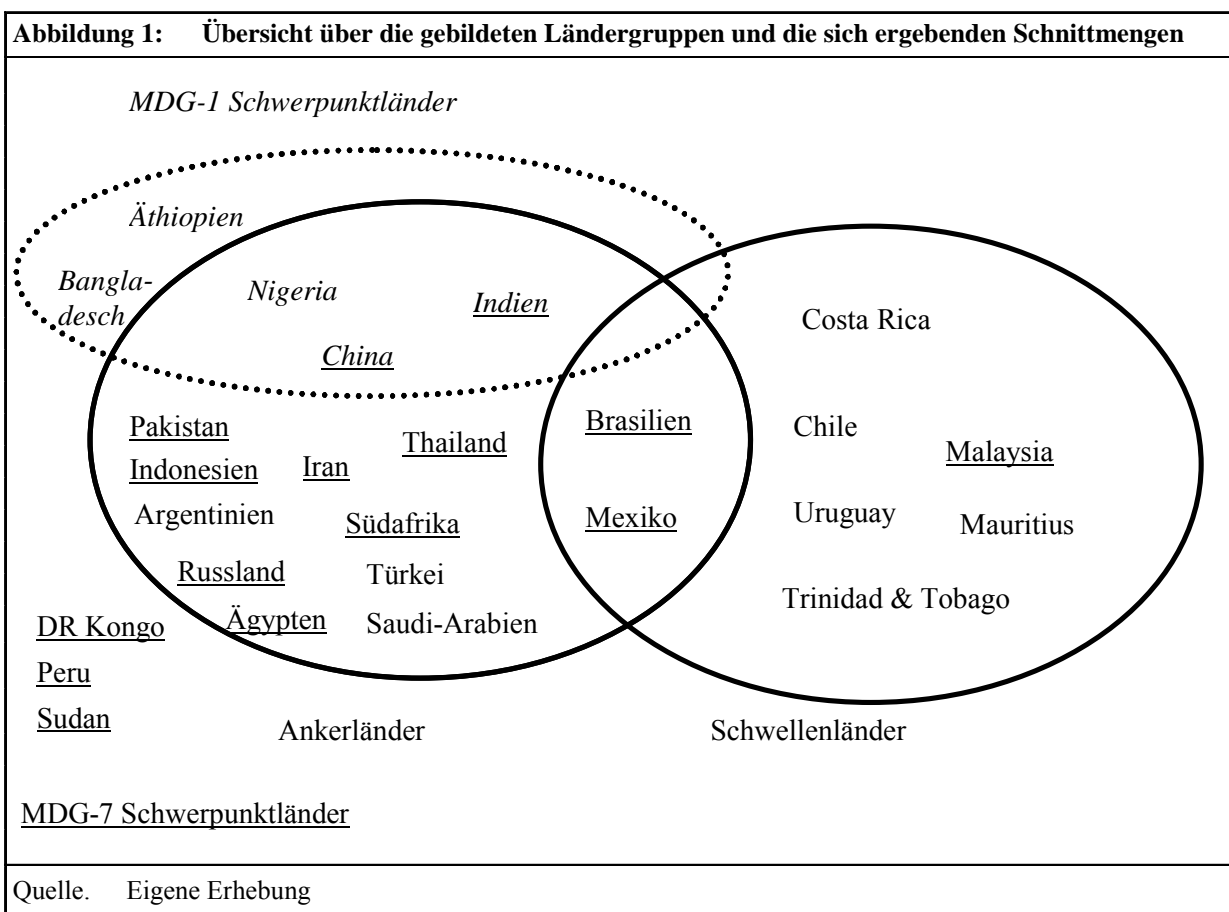 Abbildung 1: Übersicht über die gebildeten Ländergruppen und die sich ergebenden Schnittmengen
MDG-1 Schwerpunktländer
Äthiopien
Bangla-
desch
Nigeria
Indien
China
Costa Rica
Pakistan
Thailand
Brasilien
Chile
Malaysia
Indonesien
Iran
Argentinien
Südafrika
Mexiko
Uruguay
Mauritius
Russland
Türkei
Trinidad & Tobago
DR Kongo
Ägypten
Saudi-Arabien
Peru
Sudan
Ankerländer
Schwellenländer
MDG-7 Schwerpunktländer
Quelle. Eigene Erhebung